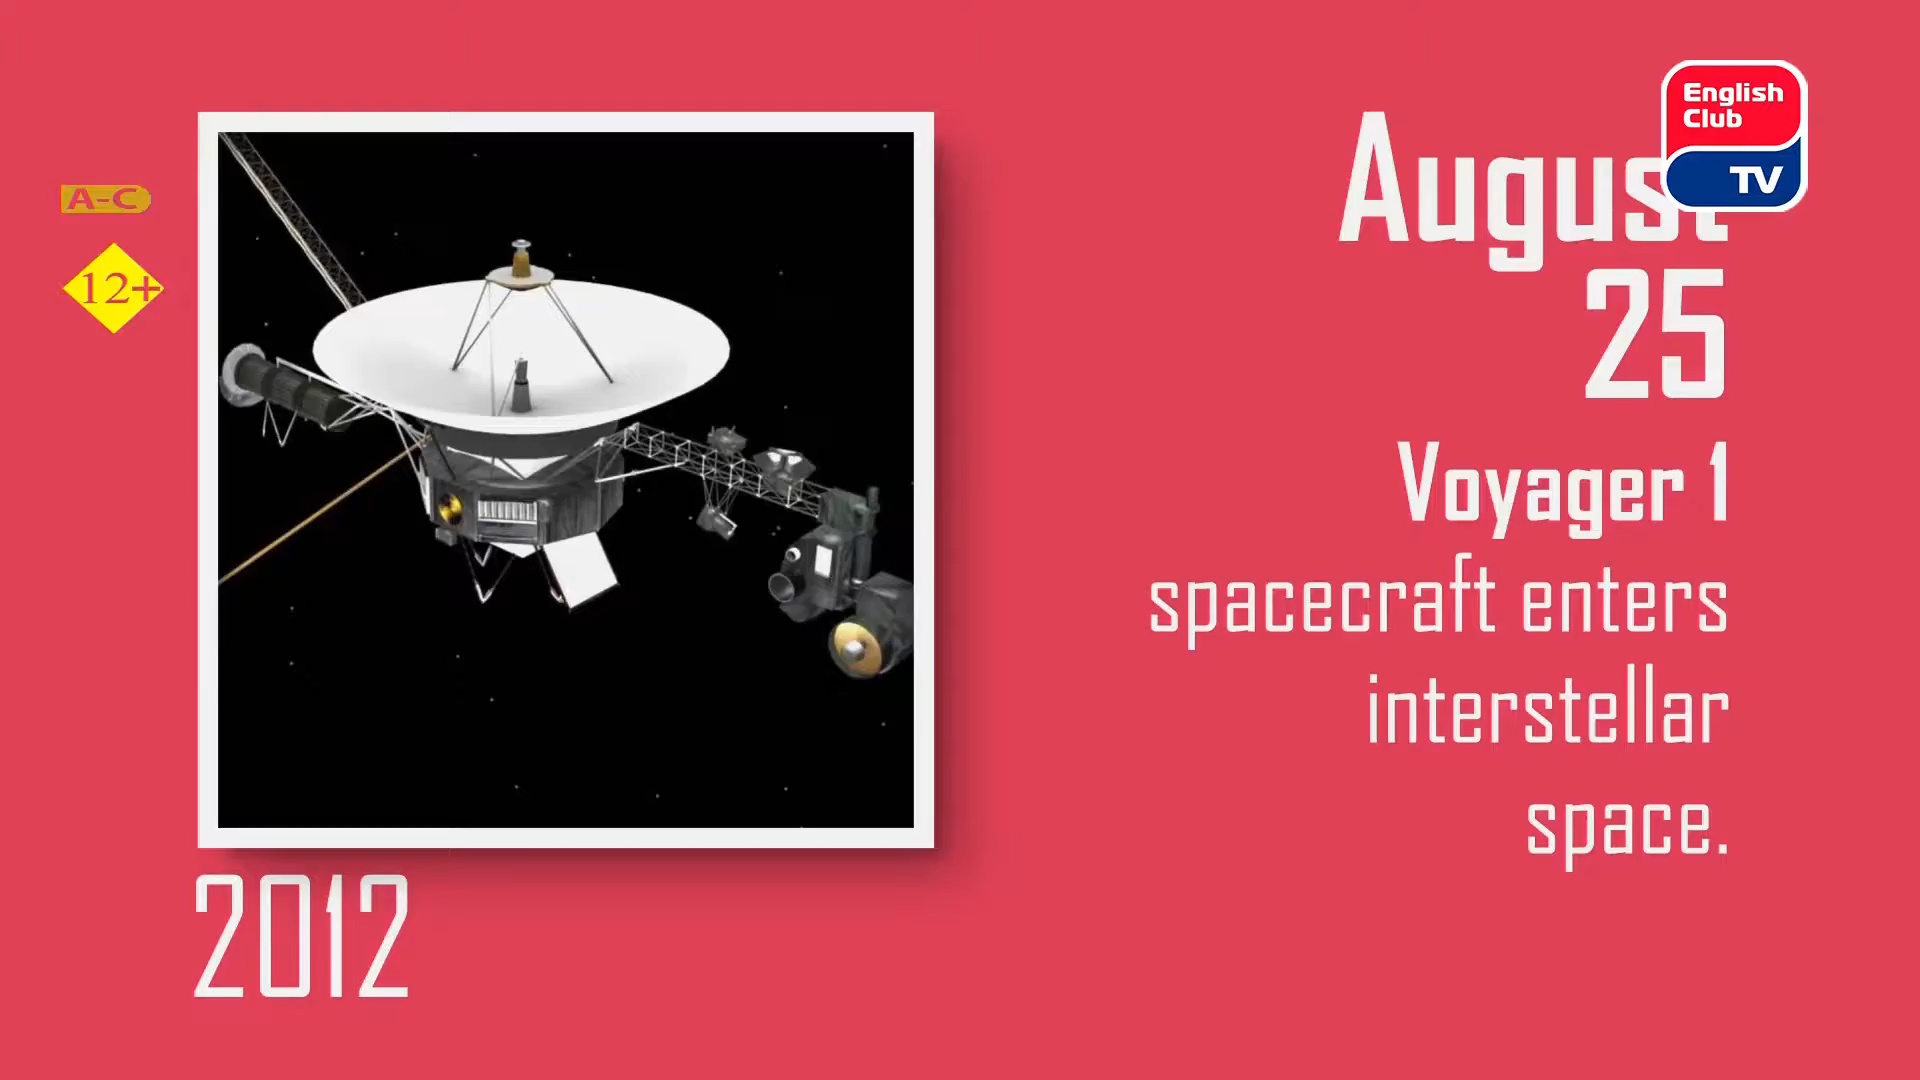 English
Club
TV
August
25
A-C
12+
Voyager 1
spacecraft enters
interstellar
space.
2012